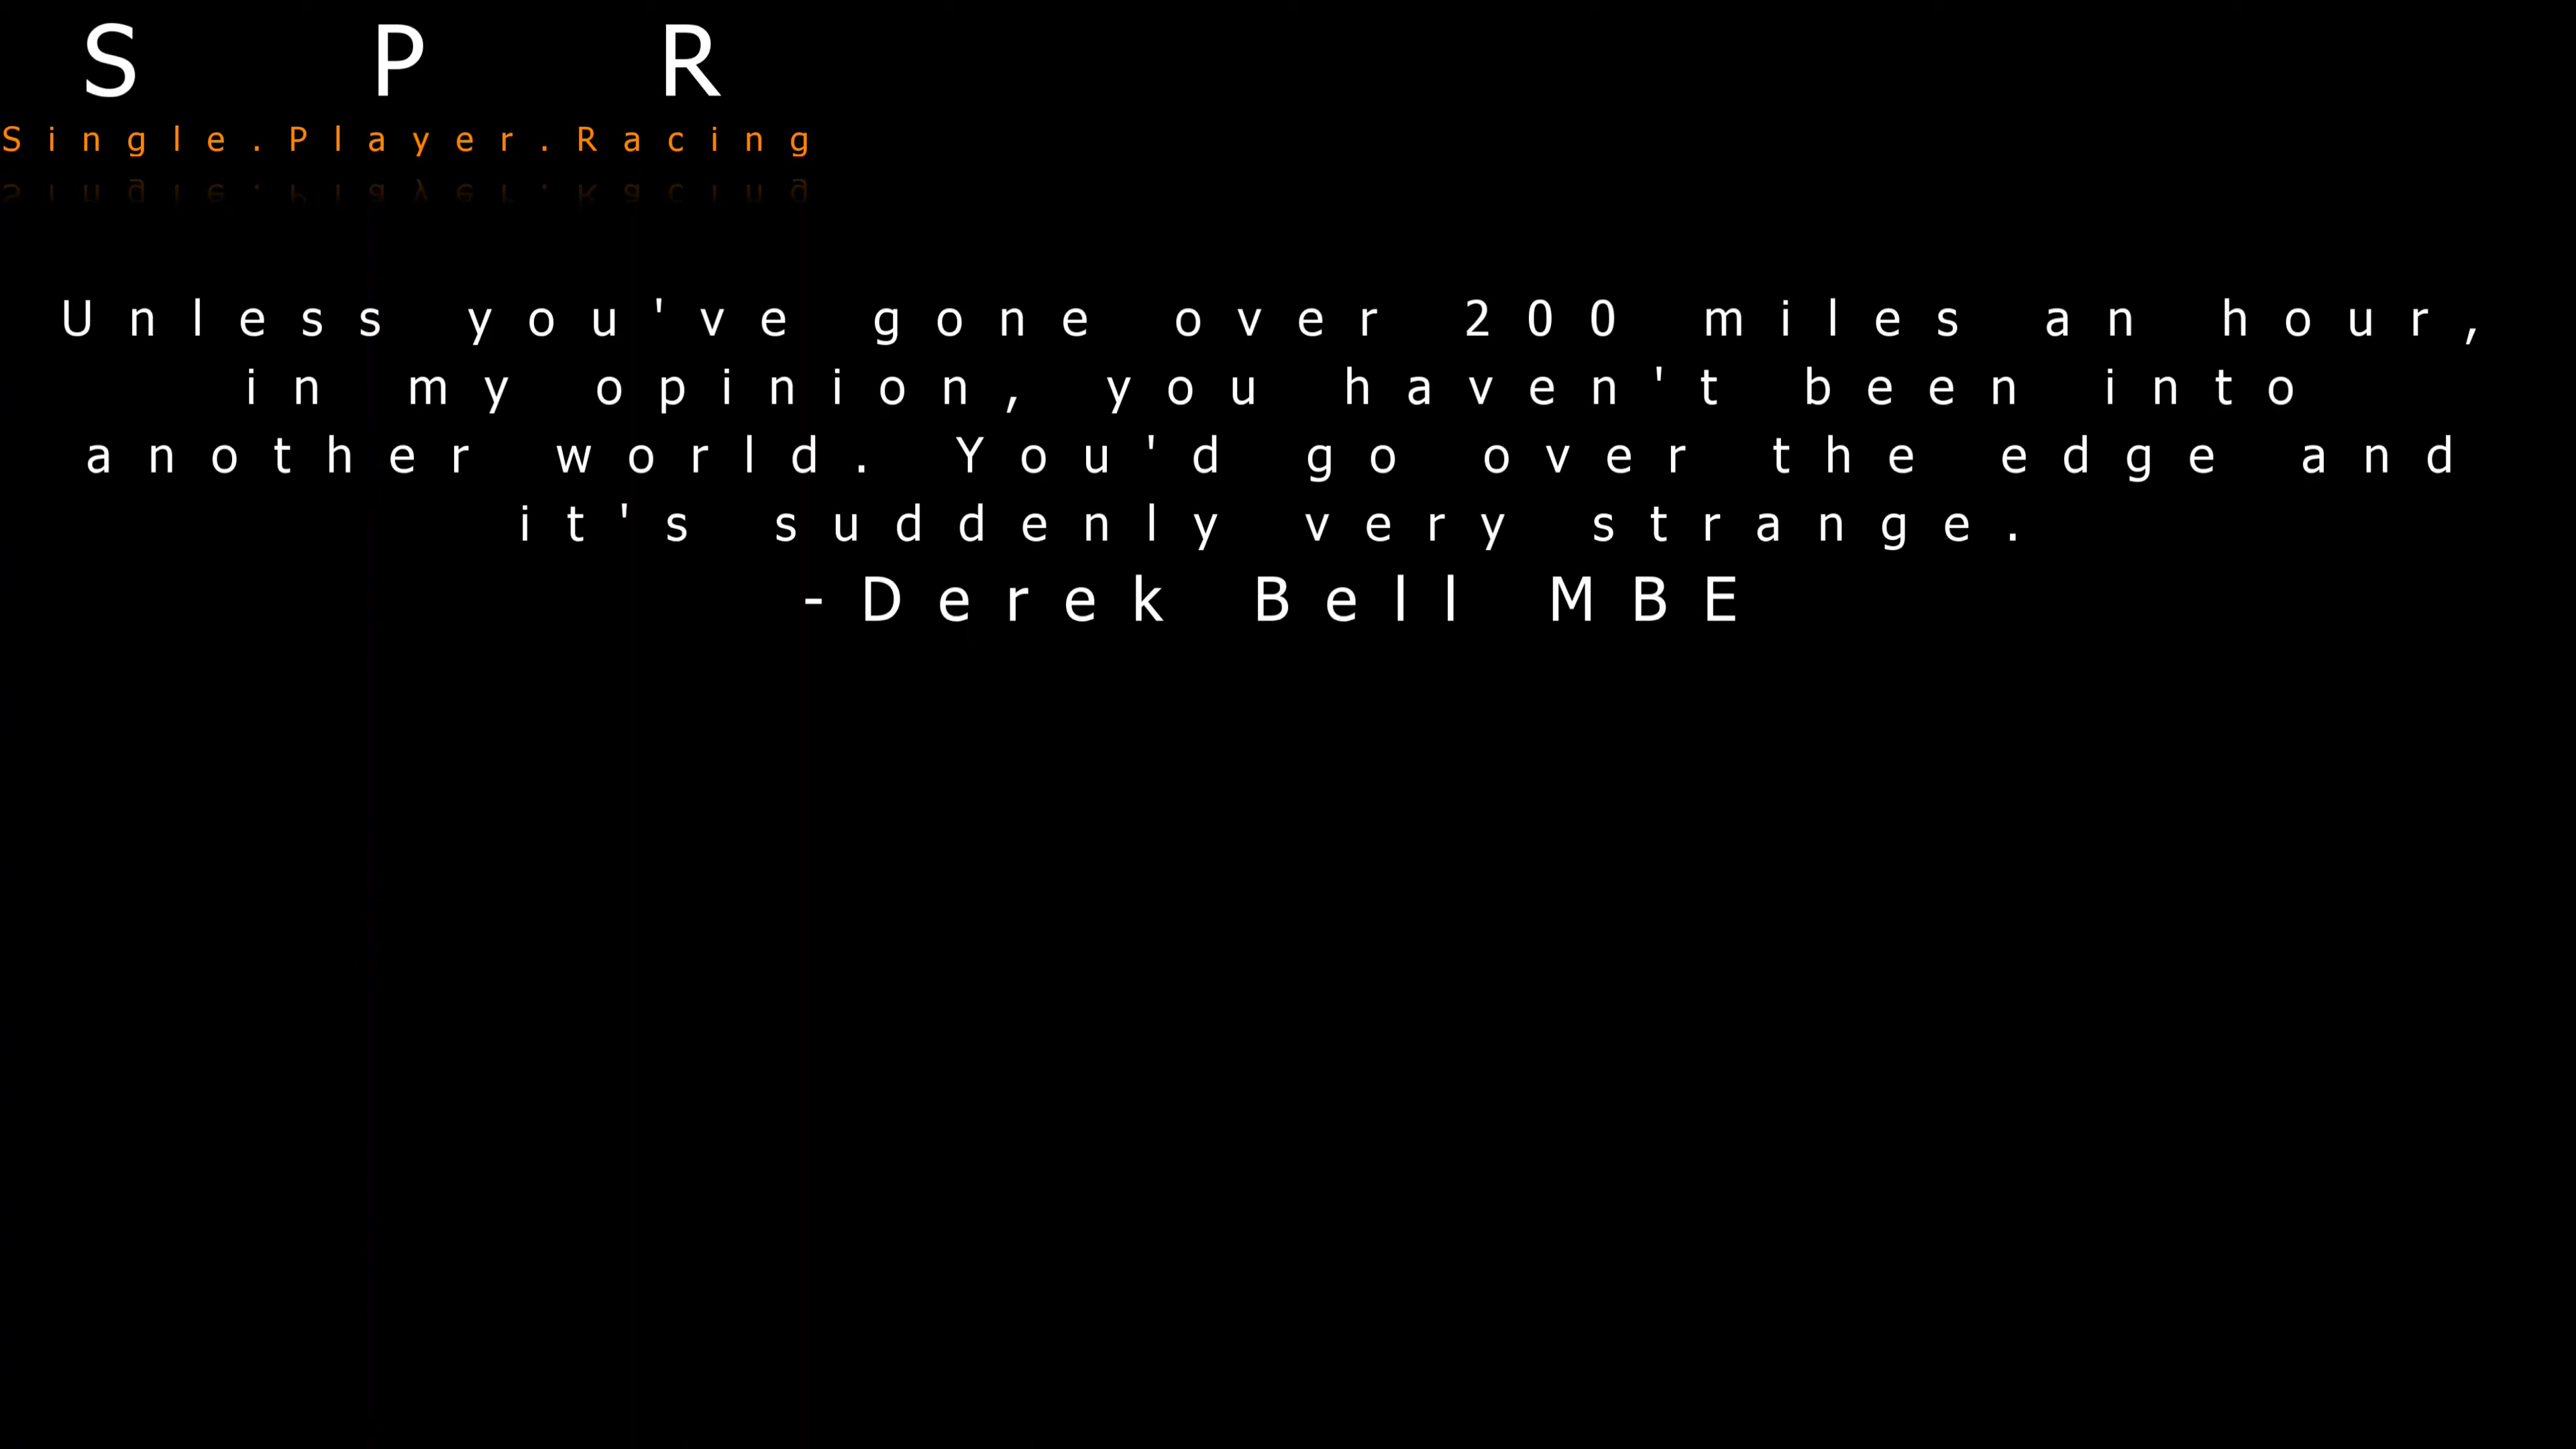 S P R
Single.Player.Racing
Unless you've gone over 200 miles an hour,
in my opinion, you haven't been into
another world. You'd go over the edge and
it's suddenly very strange.
-Derek Bell MBE